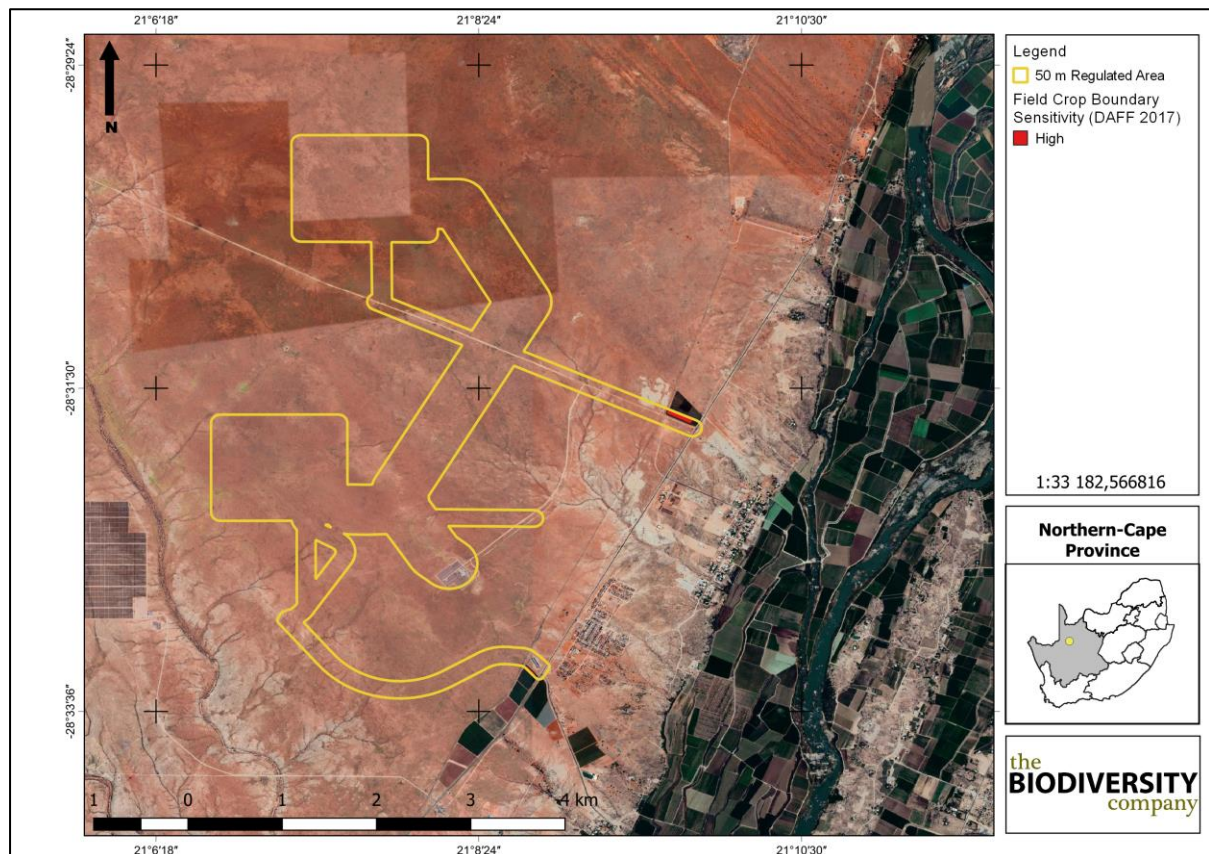 21°6'18"
21°8'24"
21°10'30"
-28°29'24"
-28°31'30"
-28°33'36"
N
1 0 1 2 3 4 km
21°6'18"
21°8'24"
21°10'30"
Legend
50 m Regulated Area
Field Crop Boundary
Sensitivity (DAFF 2017)
High
1:33 182,566816
Northern-Cape
Province
the
BIODIVERSITY
company